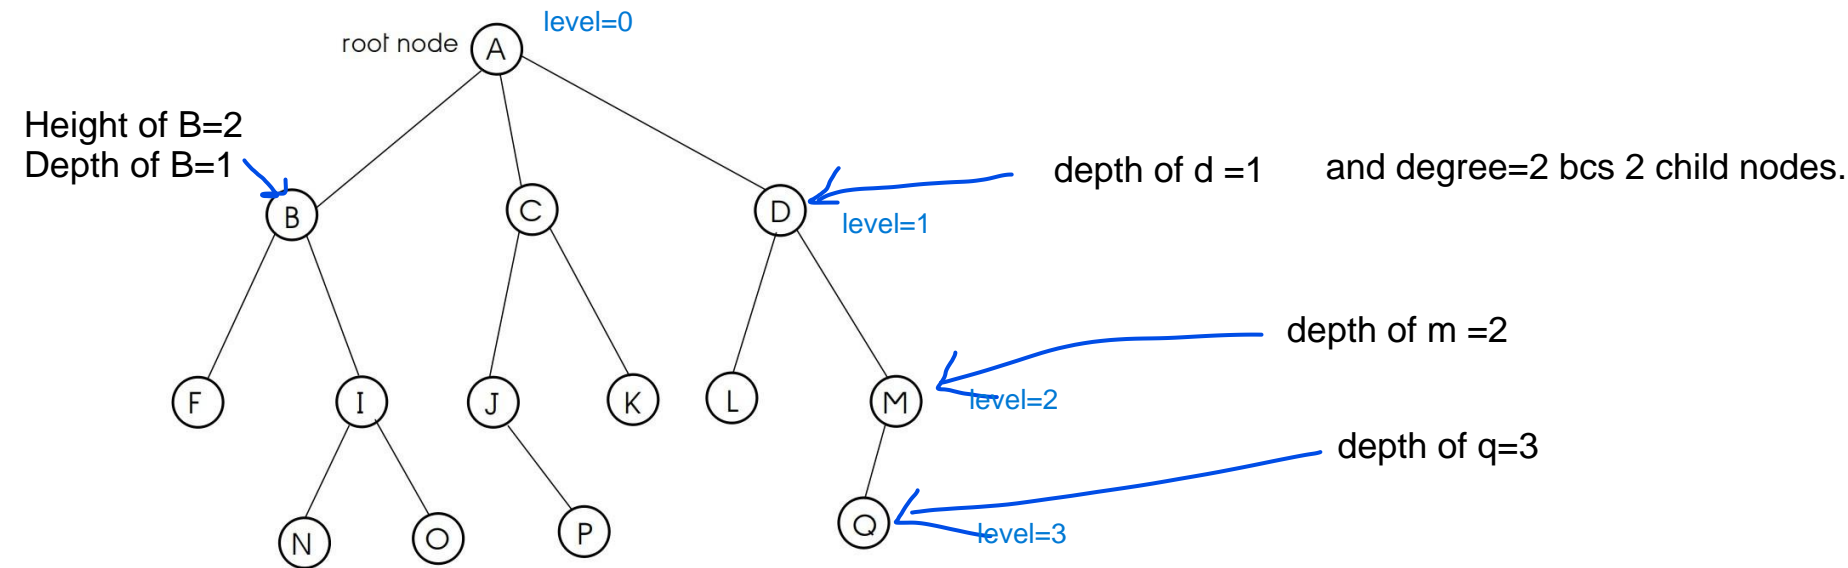 level=0
root node A
Height of B=2
Depth of B=1
depth of d =1 and degree=2 bcs 2 child nodes.
B C D
level=1
depth of m =2
F I J K L M
level=2
depth of q=3
N O P Q
level=3